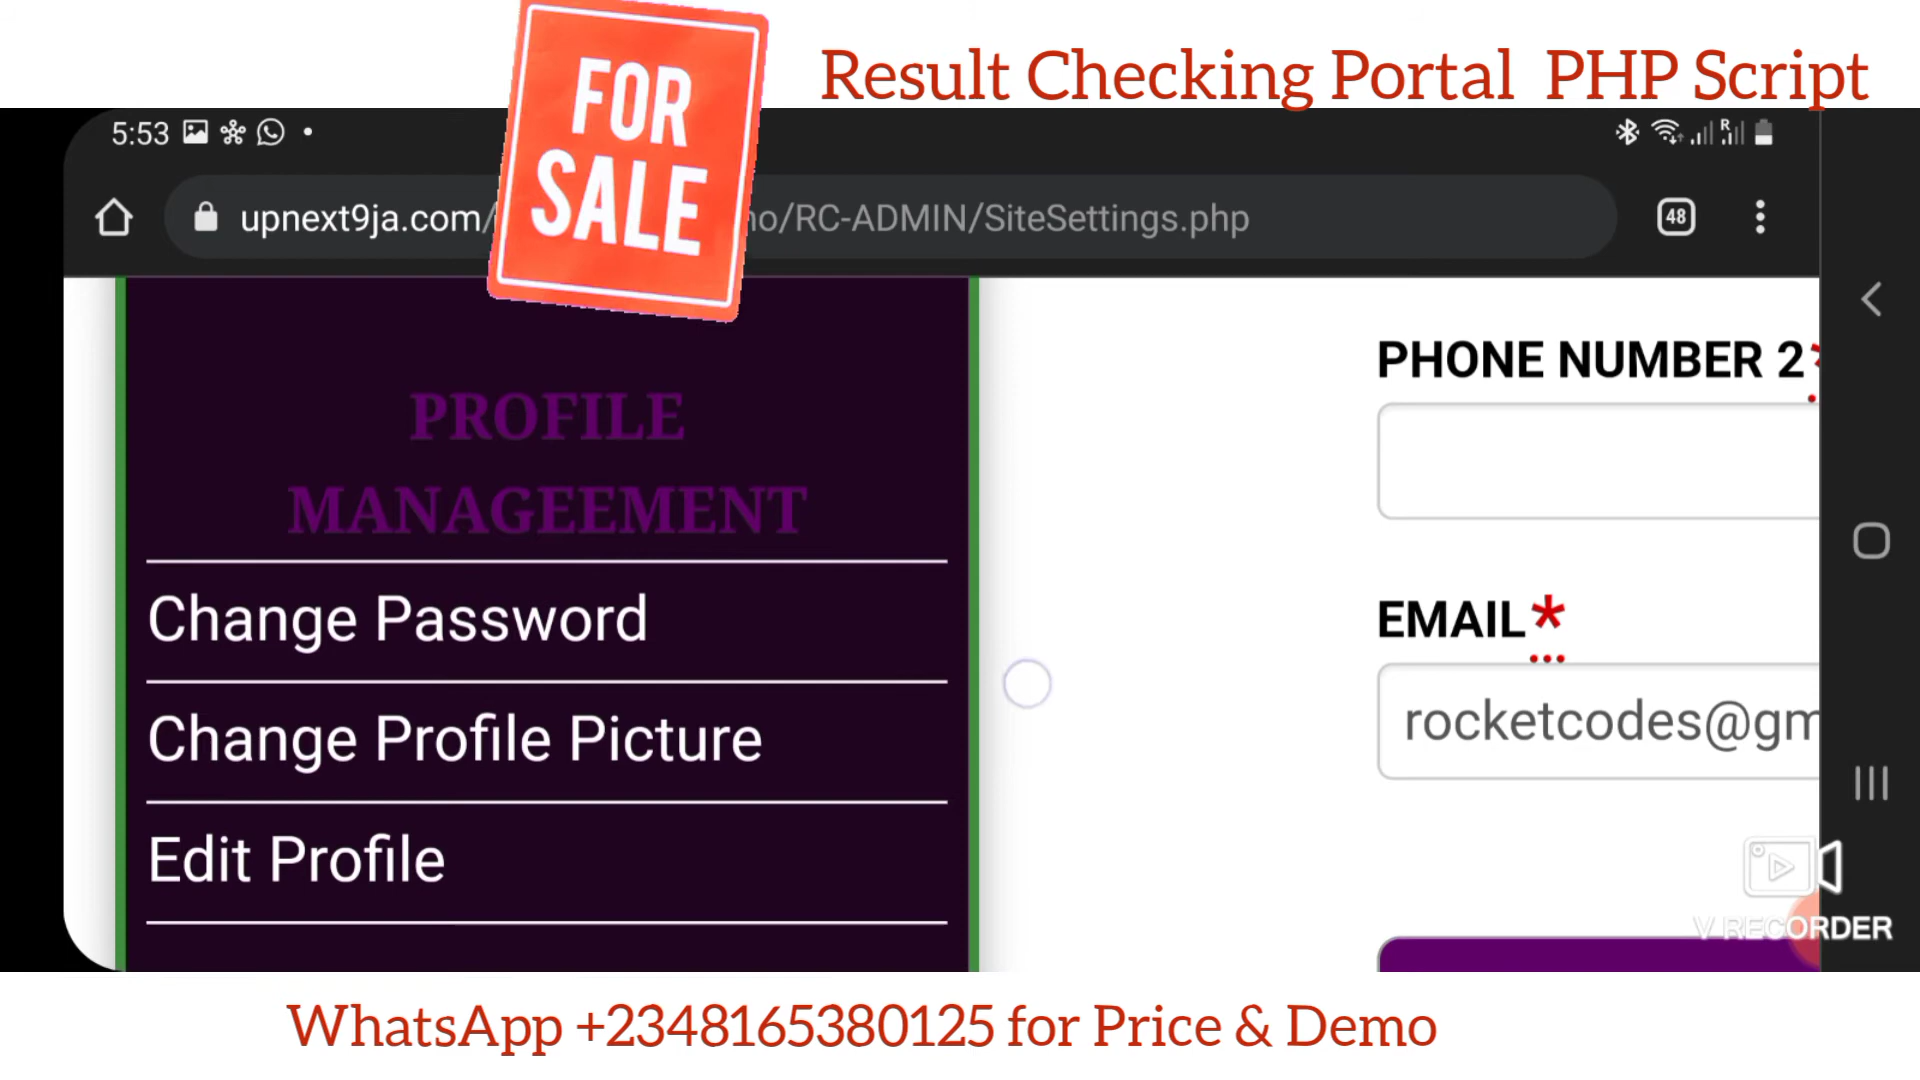 Result Checking Portal PHP Script
FOR
SALE
5:53
upnext9ja.com/ no/RC-ADMIN/SiteSettings.php
48
PROFILE
MANAGEEMENT
Change Password
Change Profile Picture
Edit Profile
PHONE NUMBER 2*
EMAIL*
rocketcodes@gm
V RECORDER
WhatsApp +2348165380125 for Price & Demo